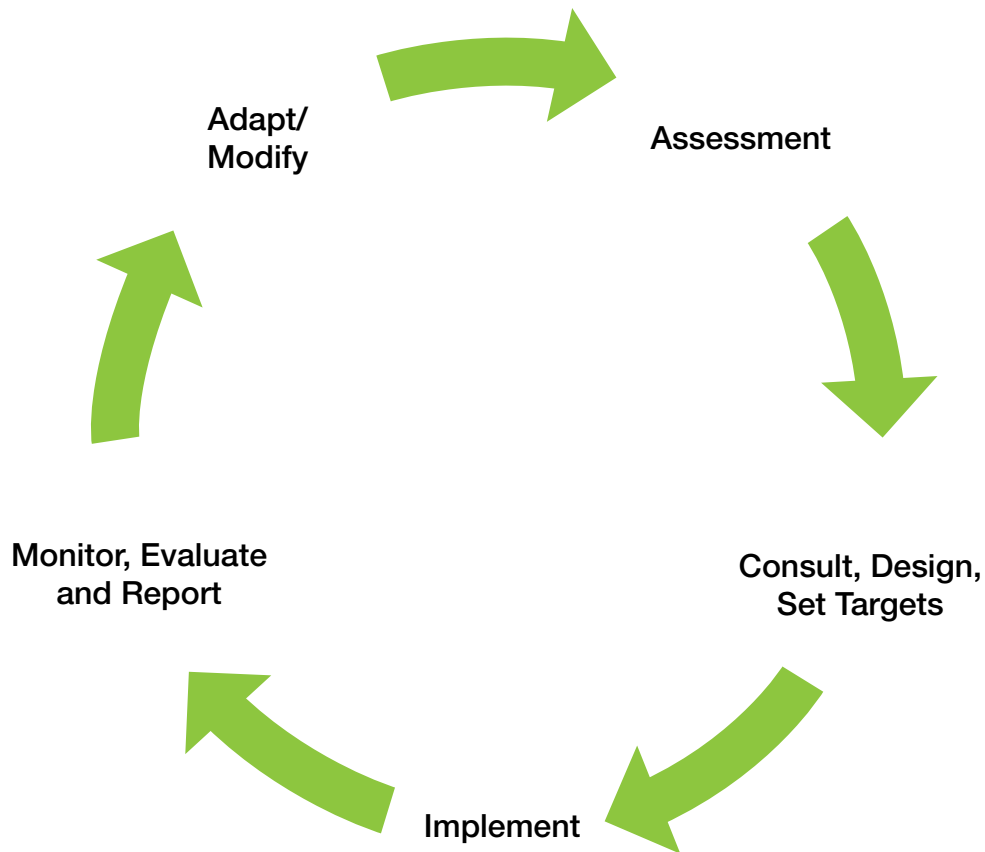 Adapt/
Modify
Assessment
Consult, Design,
Set Targets
Implement
Monitor, Evaluate
and Report